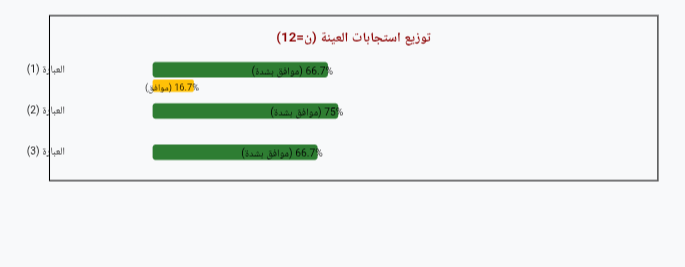 توزيع استجابات العينة (ن=12)
العبارة (1)
66.7% (موافق بشدة)
16.7% (موافق)
العبارة (2)
75% (موافق بشدة)
العبارة (3)
66.7% (موافق بشدة)